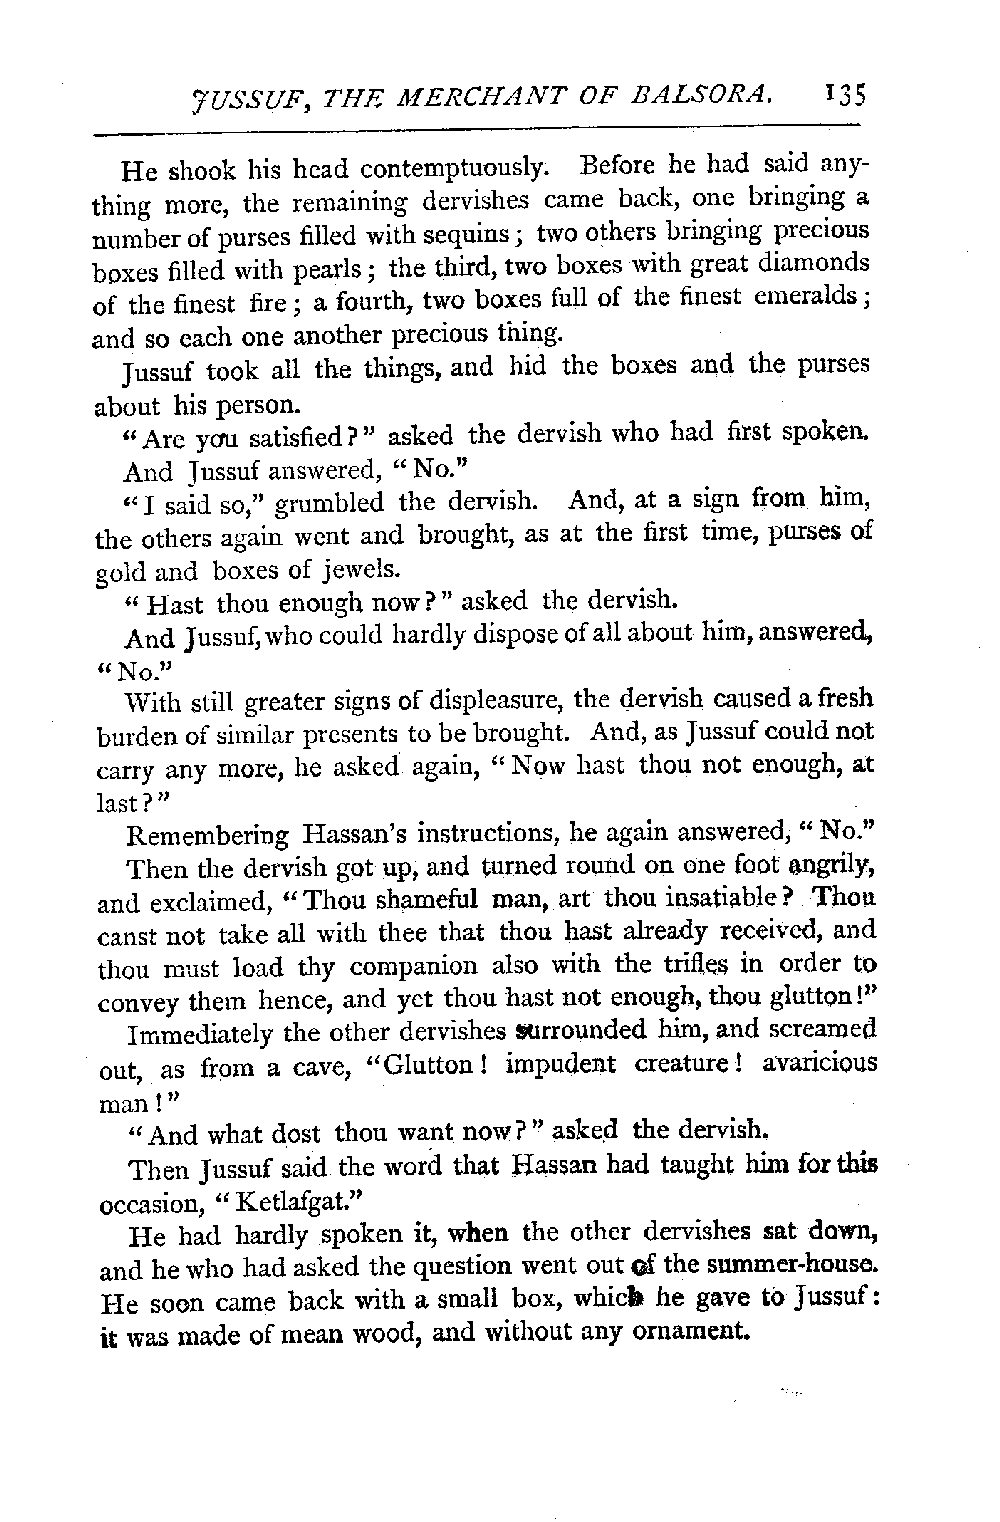 JUSSUF, THE MERCHANT OF BALSORA. 135
He shook his head contemptuously. Before he had said any-
thing more, the remaining dervishes came back, one bringing a
number of purses filled with sequins; two others bringing precious
boxes filled with pearls; the third, two boxes with great diamonds
of the finest fire; a fourth, two boxes full of the finest emeralds;
and so each one another precious thing.
Jussuf took all the things, and hid the boxes and the purses
about his person.
"Are you satisfied?" asked the dervish who had first spoken.
And Jussuf answered, "No."
"I said so," grumbled the dervish. And, at a sign from him,
the others again went and brought, as at the first time, purses of
gold and boxes of jewels.
"Hast thou enough now?" asked the dervish.
And Jussuf, who could hardly dispose of all about him, answered,
"No."
With still greater signs of displeasure, the dervish caused a fresh
burden of similar presents to be brought. And, as Jussuf could not
carry any more, he asked again, "Now hast thou not enough, at
last?"
Remembering Hassan's instructions, he again answered, "No."
Then the dervish got up, and turned round on one foot angrily,
and exclaimed, "Thou shameful man, art thou insatiable? Thou
canst not take all with thee that thou hast already received, and
thou must load thy companion also with the trifles in order to
convey them hence, and yet thou hast not enough, thou glutton!"
Immediately the other dervishes surrounded him, and screamed
out, as from a cave, "Glutton! impudent creature! avaricious
man!"
"And what dost thou want now?" asked the dervish.
Then Jussuf said the word that Hassan had taught him for this
occasion, "Ketlafgat."
He had hardly spoken it, when the other dervishes sat down,
and he who had asked the question went out of the summer-house.
He soon came back with a small box, which he gave to Jussuf:
it was made of mean wood, and without any ornament.